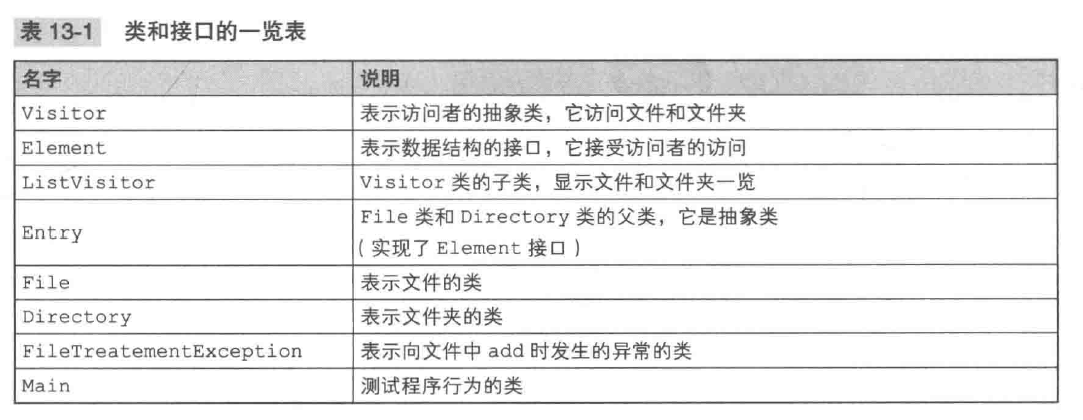 表 13-1 类和接口的一览表
名字 说明
Visitor 表示访问者的抽象类，它访问文件和文件夹
Element 表示数据结构的接口，它接受访问者的访问
ListVisitor Visitor 类的子类，显示文件和文件夹一览
Entry File 类和 Directory 类的父类，它是抽象类
（实现了 Element 接口）
File 表示文件的类
Directory 表示文件夹的类
FileTreatementException 表示向文件中 add 时发生的异常的类
Main 测试程序行为的类